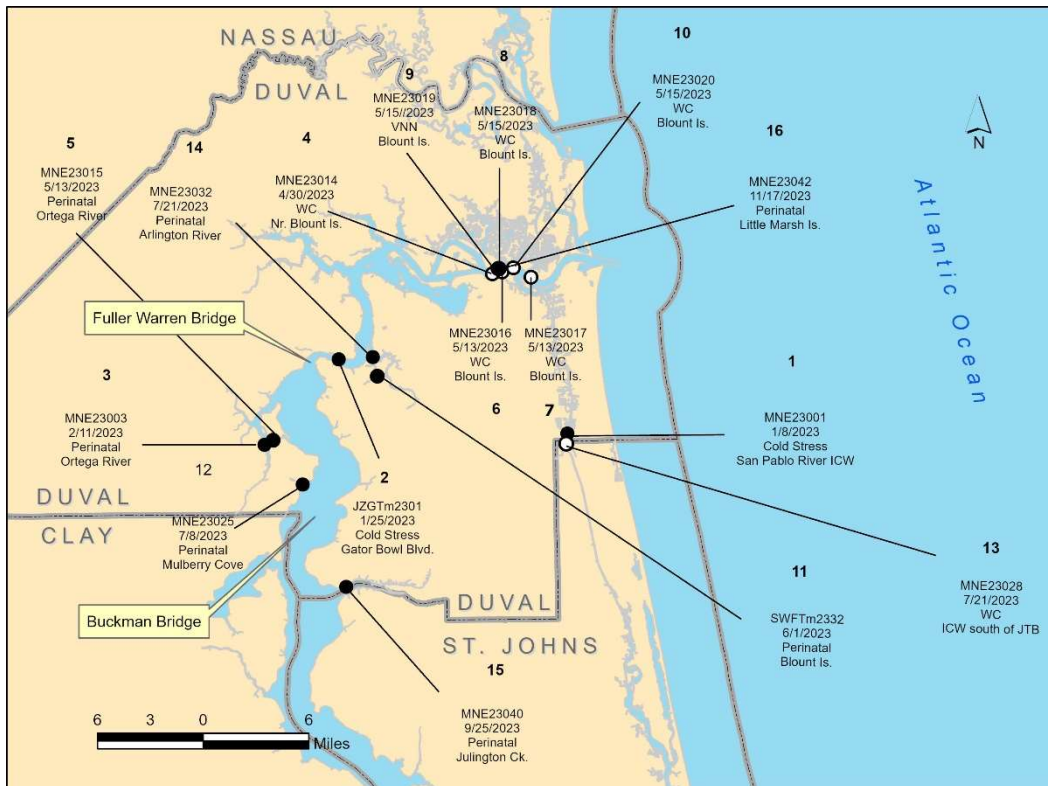 NASSAU
DUVAL
10
MNE23020
5/15/2023
WC
Blount Is.
8
MNE23018
5/15/2023
WC
Blount Is.
9
MNE23019
5/15//2023
VNN
Blount Is.
N
5
MNE23015
5/13/2023
Perinatal
Ortega River
14
MNE23032
7/21/2023
Perinatal
Arlington River
4
MNE23014
4/30/2023
WC
Nr. Blount Is.
16
MNE23042
11/17/2023
Perinatal
Little Marsh Is.
Atlantic Ocean
Fuller Warren Bridge
MNE23016
5/13/2023
WC
Blount Is.
6
MNE23017
5/13/2023
WC
Blount Is.
7
1
MNE23001
1/8/2023
Cold Stress
San Pablo River ICW
3
MNE23003
2/11/2023
Perinatal
Ortega River
12
MNE23025
7/8/2023
Perinatal
Mulberry Cove
2
JZGTm2301
1/25/2023
Cold Stress
Gator Bowl Blvd.
DUVAL
CLAY
13
MNE23028
7/21/2023
WC
ICW south of JTB
11
SWFTm2332
6/1/2023
Perinatal
Blount Is.
Buckman Bridge
DUVAL
ST. JOHNS
15
MNE23040
9/25/2023
Perinatal
Julington Ck.
6 3 0 6
Miles